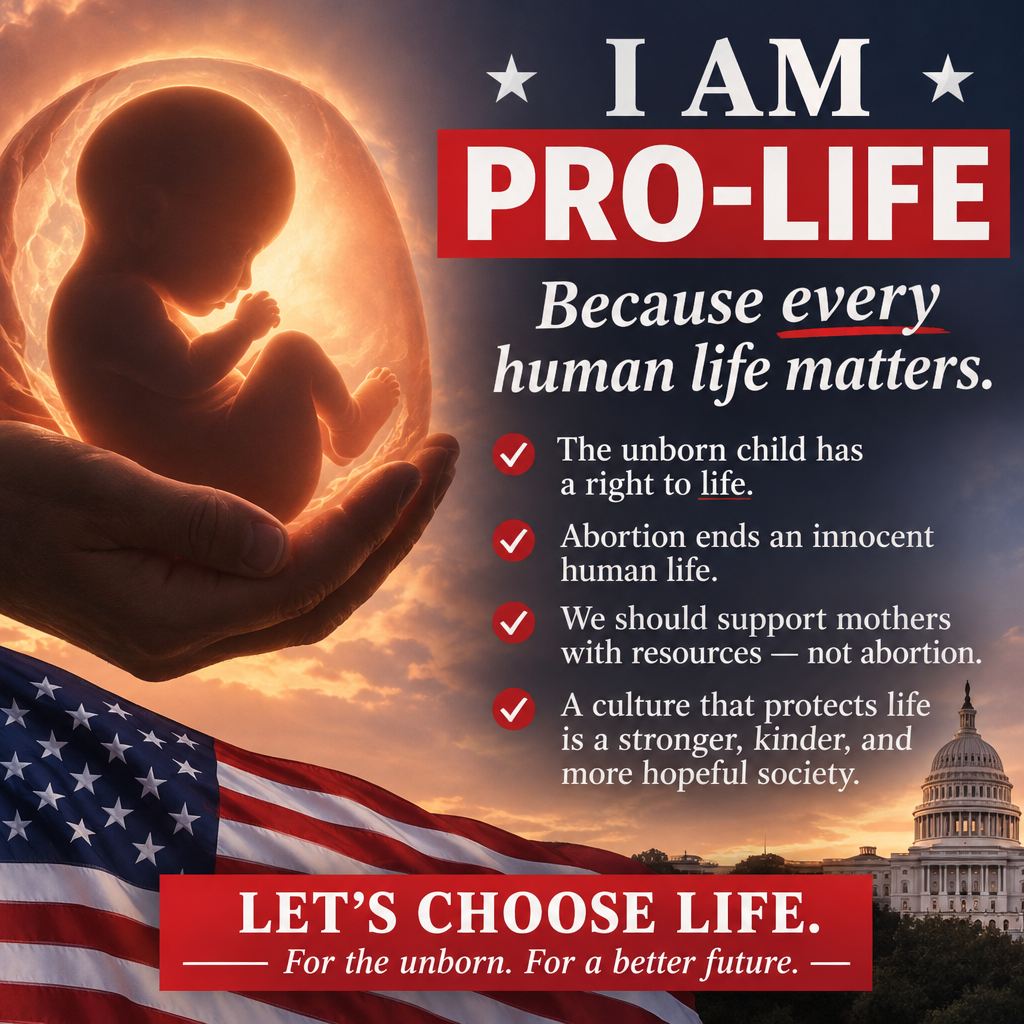 I AM
PRO-LIFE
Because every
human life matters.
The unborn child has
a right to life.
Abortion ends an innocent
human life.
We should support mothers
with resources — not abortion.
A culture that protects life
is a stronger, kinder, and
more hopeful society.
LET'S CHOOSE LIFE.
For the unborn. For a better future.